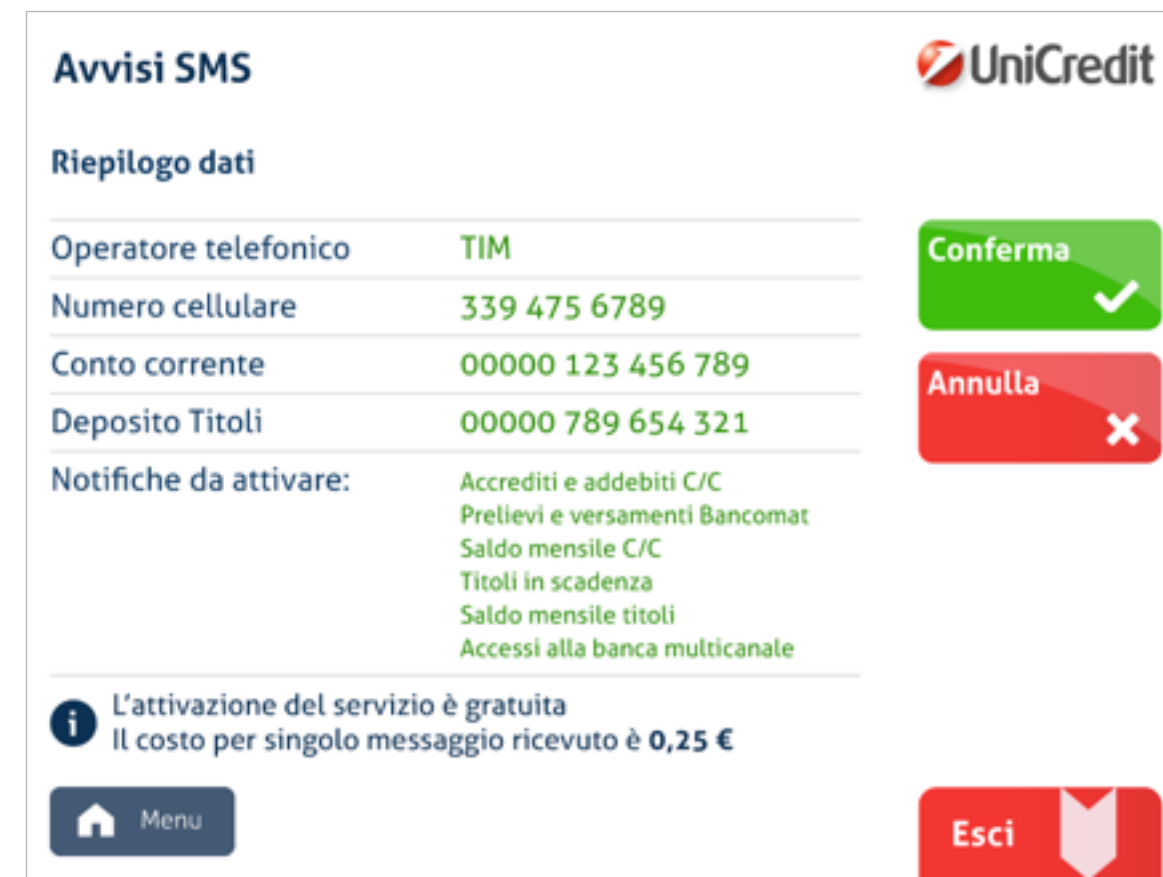 Avvisi SMS
UniCredit
Riepilogo dati
Operatore telefonico TIM
Numero cellulare 339 475 6789
Conto corrente 00000 123 456 789
Deposito Titoli 00000 789 654 321
Notifiche da attivare: Accrediti e addebiti C/C
Prelievi e versamenti Bancomat
Saldo mensile C/C
Titoli in scadenza
Saldo mensile titoli
Accessi alla banca multicanale
L'attivazione del servizio è gratuita
Il costo per singolo messaggio ricevuto è 0,25 €
Conferma
Annulla
Menu
Esci